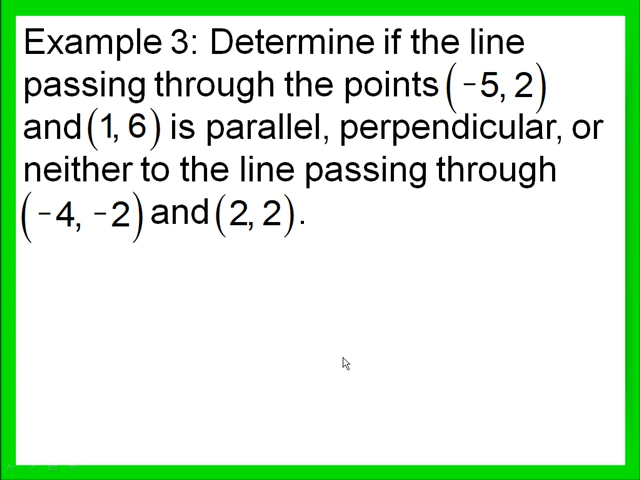 Example 3: Determine if the line
passing through the points (-5, 2)
and (1, 6) is parallel, perpendicular, or
neither to the line passing through
(-4, -2) and (2, 2).